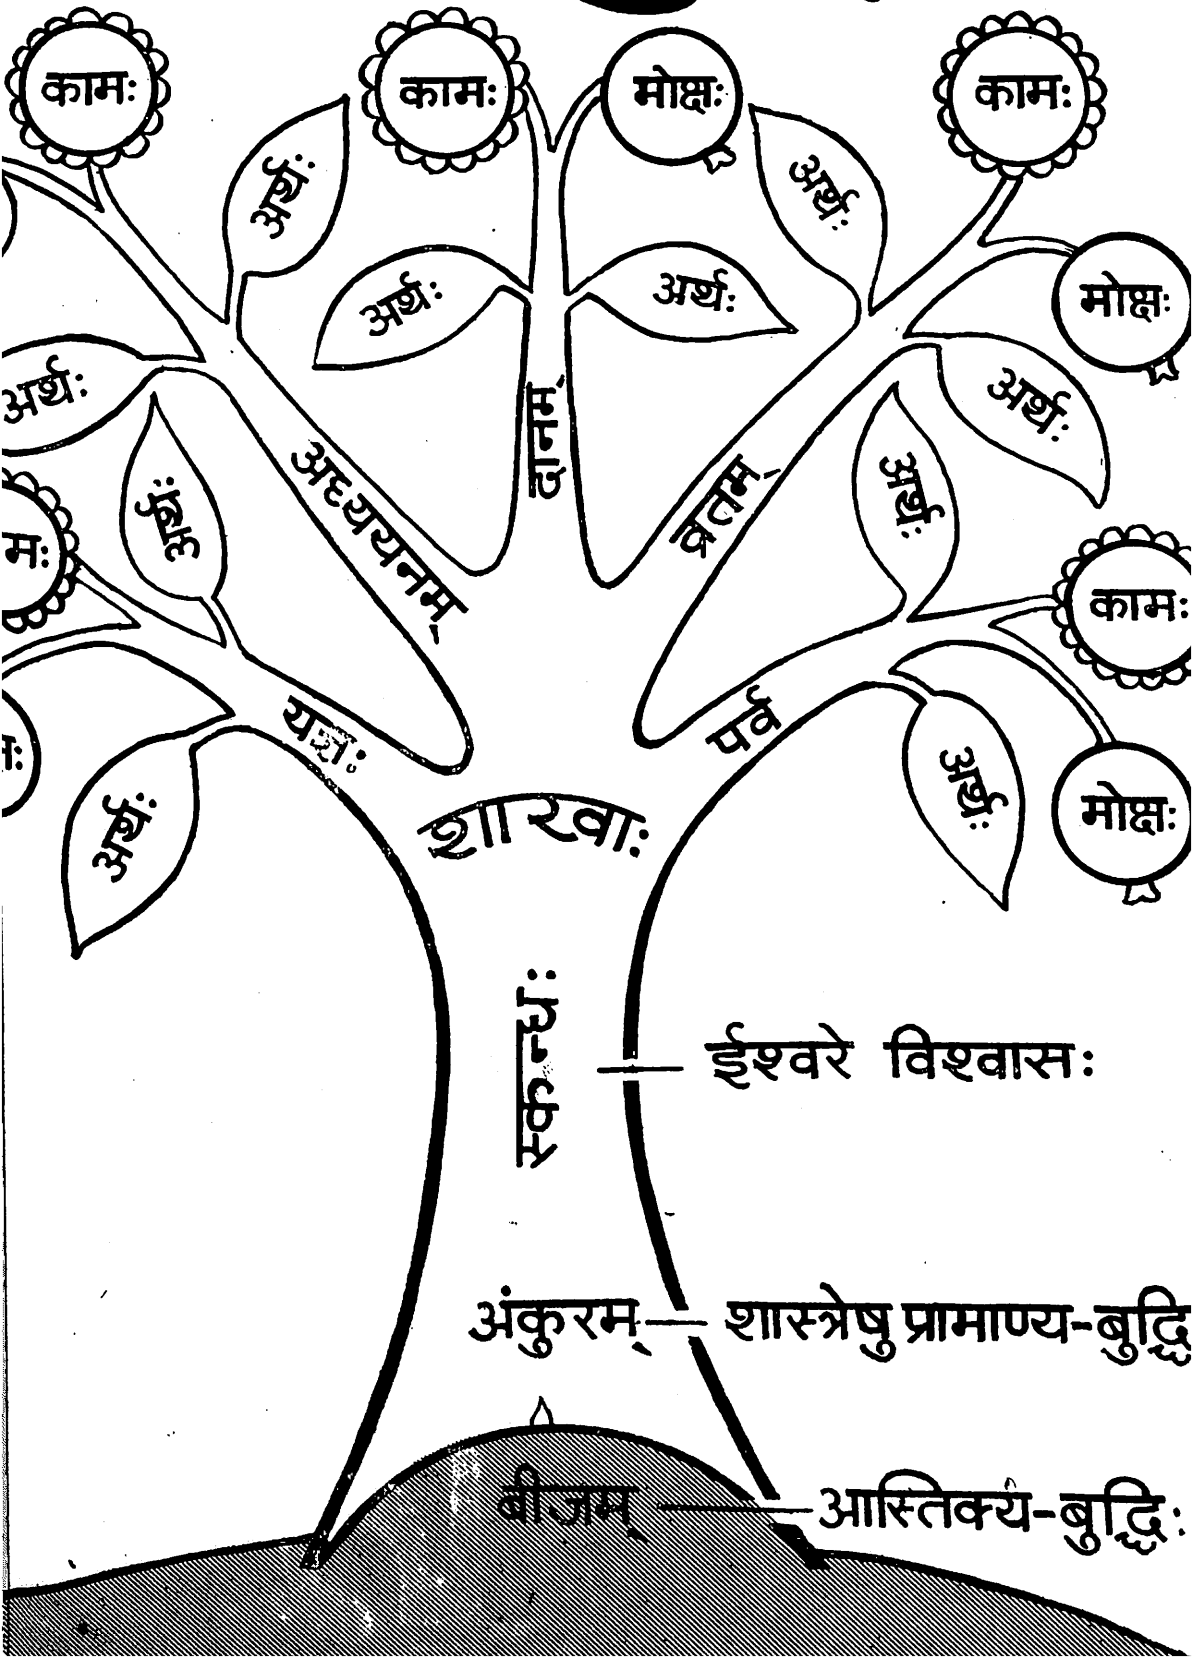 कामः
कामः
मोक्षः
कामः
अर्थः
अर्थः
अर्थः
अर्थः
मोक्षः
अर्थः
अर्थः
दानम्
अध्ययनम्
व्रतम्
अर्थः
अर्थः
मः
कामः
यज्ञः
पर्व
अर्थः
अर्थः
मोक्षः
शाखाः
स्कन्धः
ईश्वरे विश्वासः
अंकुरम् — शास्त्रेषु प्रामाण्य-बुद्धि
बीजम् — आस्तिक्य-बुद्धिः